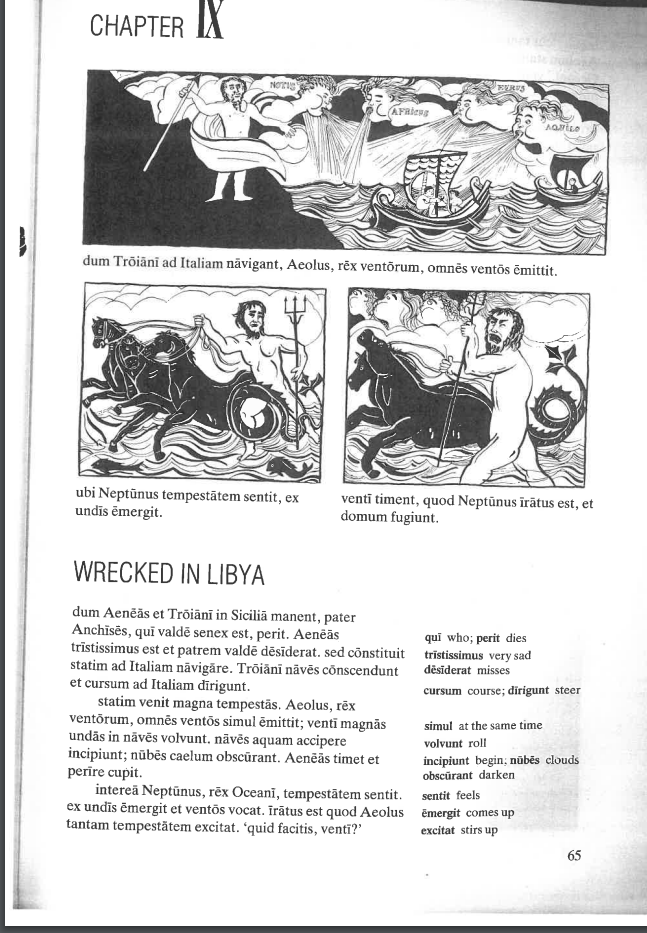 CHAPTER IX
NOTUS
AFRICUS
EURUS
AQUILO
dum Trōiānī ad Italiam nāvigant, Aeolus, rēx ventōrum, omnēs ventōs ēmittit.
ubi Neptūnus tempestātem sentit, ex
undīs ēmergit.
ventī timent, quod Neptūnus īrātus est, et
domum fugiunt.
WRECKED IN LIBYA
dum Aenēās et Trōiānī in Siciliā manent, pater
Anchīsēs, quī valdē senex est, perit. Aenēās
trīstissimus est et patrem valdē dēsīderat. sed cōnstituit
statim ad Italiam nāvigāre. Trōiānī nāvēs cōnscendunt
et cursum ad Italiam dīrigunt.
statim venit magna tempestās. Aeolus, rēx
ventōrum, omnēs ventōs simul ēmittit; ventī magnās
undās in nāvēs volvunt. nāvēs aquam accipere
incipiunt; nūbēs caelum obscūrant. Aenēās timet et
perīre cupit.
intereā Neptūnus, rēx Oceanī, tempestātem sentit.
ex undīs ēmergit et ventōs vocat. īrātus est quod Aeolus
tantam tempestātem excitat. ‘quid facitis, ventī?’
quī who; perit dies
trīstissimus very sad
dēsīderat misses
cursum course; dīrigunt steer
simul at the same time
volvunt roll
incipiunt begin; nūbēs clouds
obscūrant darken
sentit feels
ēmergit comes up
excitat stirs up
65